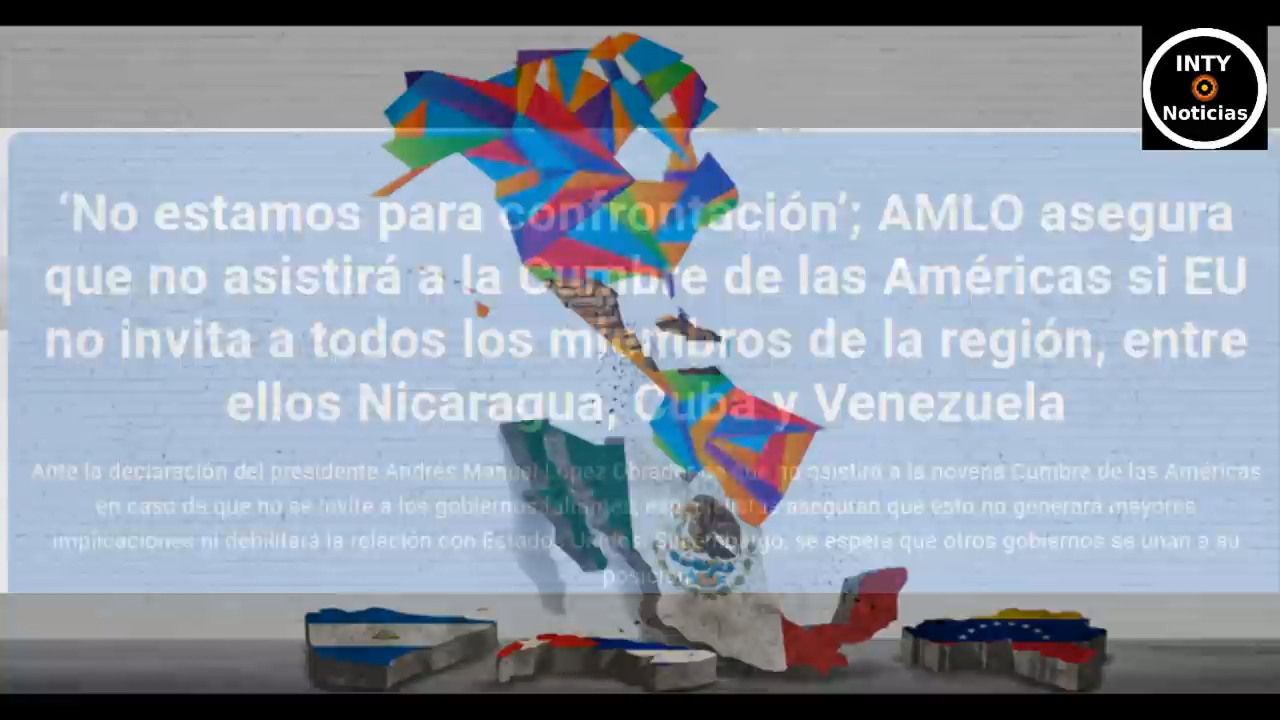 INTY
Noticias
‘No estamos para confrontación’; AMLO asegura
que no asistirá a la Cumbre de las Américas si EU
no invita a todos los miembros de la región, entre
ellos Nicaragua, Cuba y Venezuela
Ante la declaración del presidente Andrés Manuel López Obrador de que no asistirá a la novena Cumbre de las Américas
en caso de que no se invite a los gobiernos faltantes, especialistas aseguran que esto no generará mayores
implicaciones ni debilitará la relación con Estados Unidos. Sin embargo, se espera que otros gobiernos se unan a su
posición